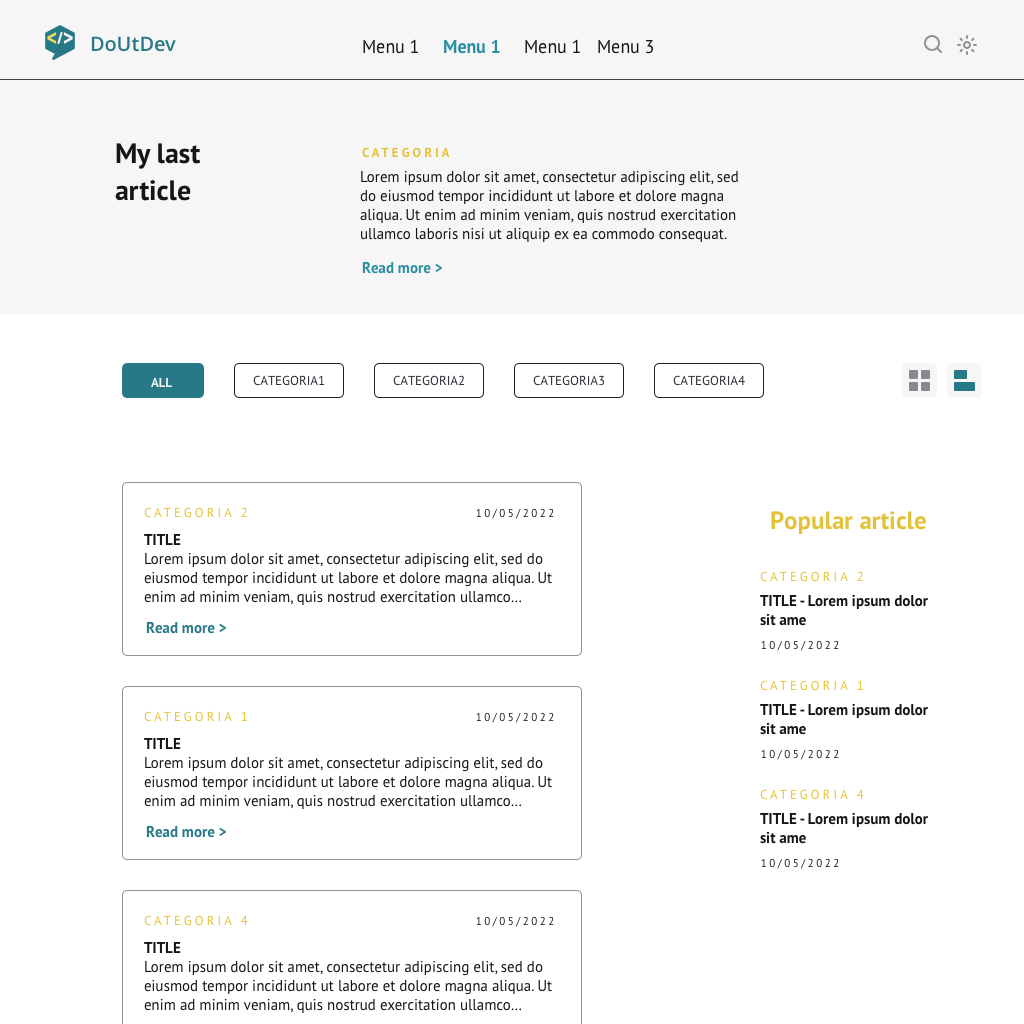 DoUtDev
Menu 1 Menu 1 Menu 1 Menu 3
My last
article
CATEGORIA
Lorem ipsum dolor sit amet, consectetur adipiscing elit, sed
do eiusmod tempor incididunt ut labore et dolore magna
aliqua. Ut enim ad minim veniam, quis nostrud exercitation
ullamco laboris nisi ut aliquip ex ea commodo consequat.
Read more >
ALL CATEGORIA1 CATEGORIA2 CATEGORIA3 CATEGORIA4
CATEGORIA 2 10/05/2022
TITLE
Lorem ipsum dolor sit amet, consectetur adipiscing elit, sed do
eiusmod tempor incididunt ut labore et dolore magna aliqua. Ut
enim ad minim veniam, quis nostrud exercitation ullamco...
Read more >
CATEGORIA 1 10/05/2022
TITLE
Lorem ipsum dolor sit amet, consectetur adipiscing elit, sed do
eiusmod tempor incididunt ut labore et dolore magna aliqua. Ut
enim ad minim veniam, quis nostrud exercitation ullamco...
Read more >
CATEGORIA 4 10/05/2022
TITLE
Lorem ipsum dolor sit amet, consectetur adipiscing elit, sed do
eiusmod tempor incididunt ut labore et dolore magna aliqua. Ut
enim ad minim veniam, quis nostrud exercitation ullamco...
Popular article
CATEGORIA 2
TITLE - Lorem ipsum dolor
sit ame
10/05/2022
CATEGORIA 1
TITLE - Lorem ipsum dolor
sit ame
10/05/2022
CATEGORIA 4
TITLE - Lorem ipsum dolor
sit ame
10/05/2022